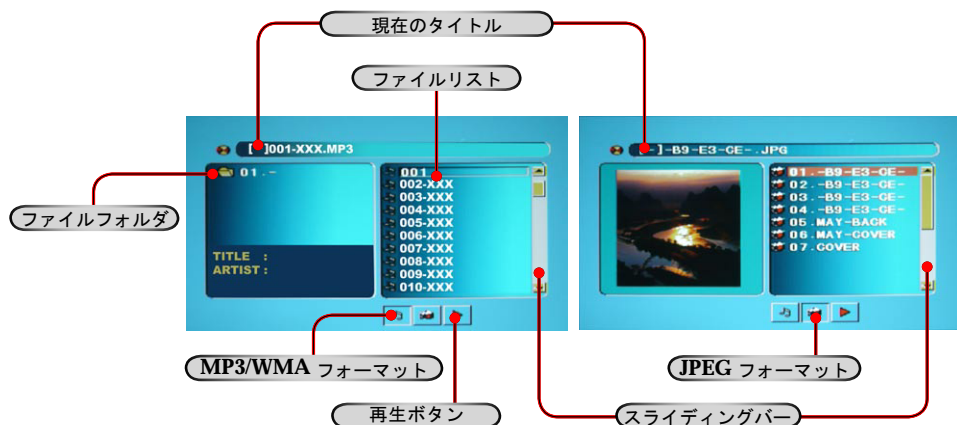 現在のタイトル
ファイルリスト
[ ]001-XXX.MP3
01.-
ファイルフォルダ
TITLE :
ARTIST :
001
002-XXX
003-XXX
004-XXX
005-XXX
006-XXX
007-XXX
008-XXX
009-XXX
010-XXX
-]-B9-E3-CE-.JPG
01.-B9-E3-CE-
02.-B9-E3-CE-
03.-B9-E3-CE-
04.-B9-E3-CE-
05.MAY-BACK
06.MAY-COVER
07.COVER
MP3/WMA フォーマット
JPEG フォーマット
再生ボタン
スライディングバー